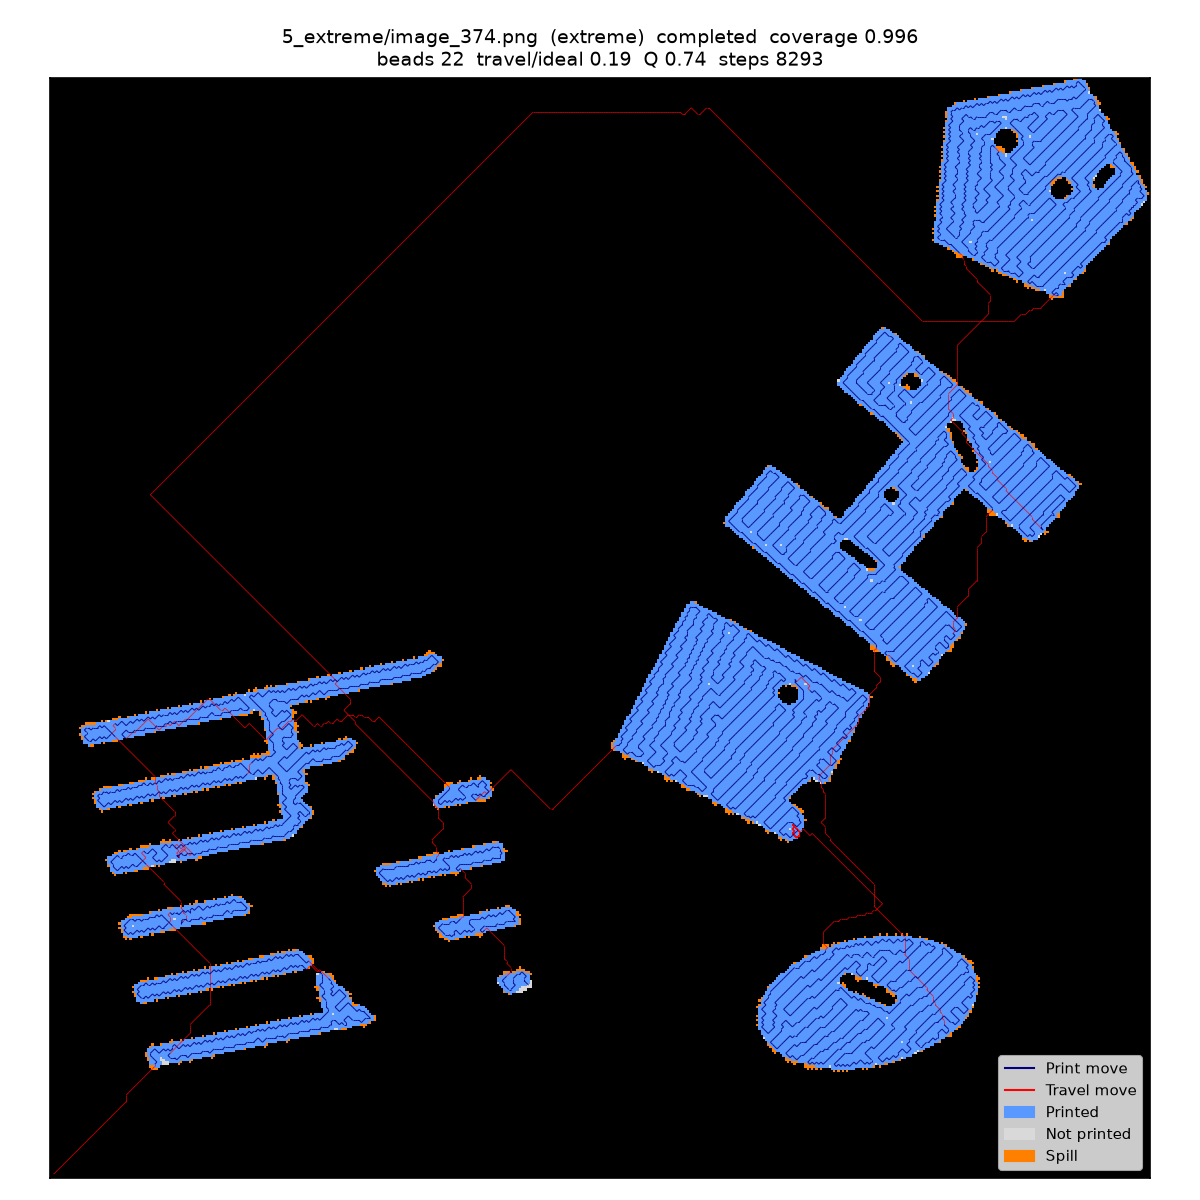 5_extreme/image_374.png  (extreme)  completed  coverage 0.996
beads 22  travel/ideal 0.19  Q 0.74  steps 8293
Print move
Travel move
Printed
Not printed
Spill